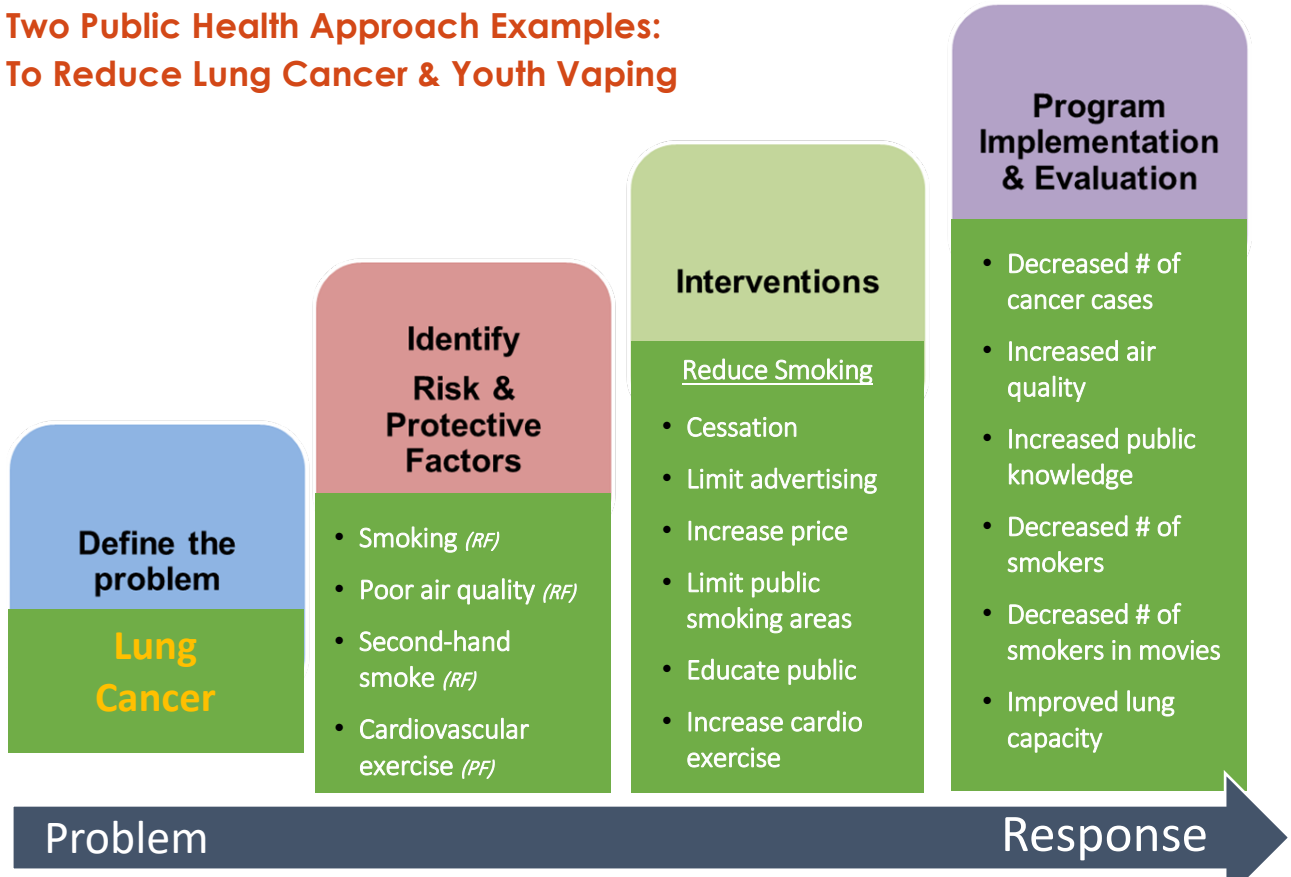 Two Public Health Approach Examples:
To Reduce Lung Cancer & Youth Vaping
Define the
problem
Lung
Cancer
Identify
Risk &
Protective
Factors
• Smoking (RF)
• Poor air quality (RF)
• Second-hand
smoke (RF)
• Cardiovascular
exercise (PF)
Interventions
Reduce Smoking
• Cessation
• Limit advertising
• Increase price
• Limit public
smoking areas
• Educate public
• Increase cardio
exercise
Program
Implementation
& Evaluation
• Decreased # of
cancer cases
• Increased air
quality
• Increased public
knowledge
• Decreased # of
smokers
• Decreased # of
smokers in movies
• Improved lung
capacity
Problem
Response